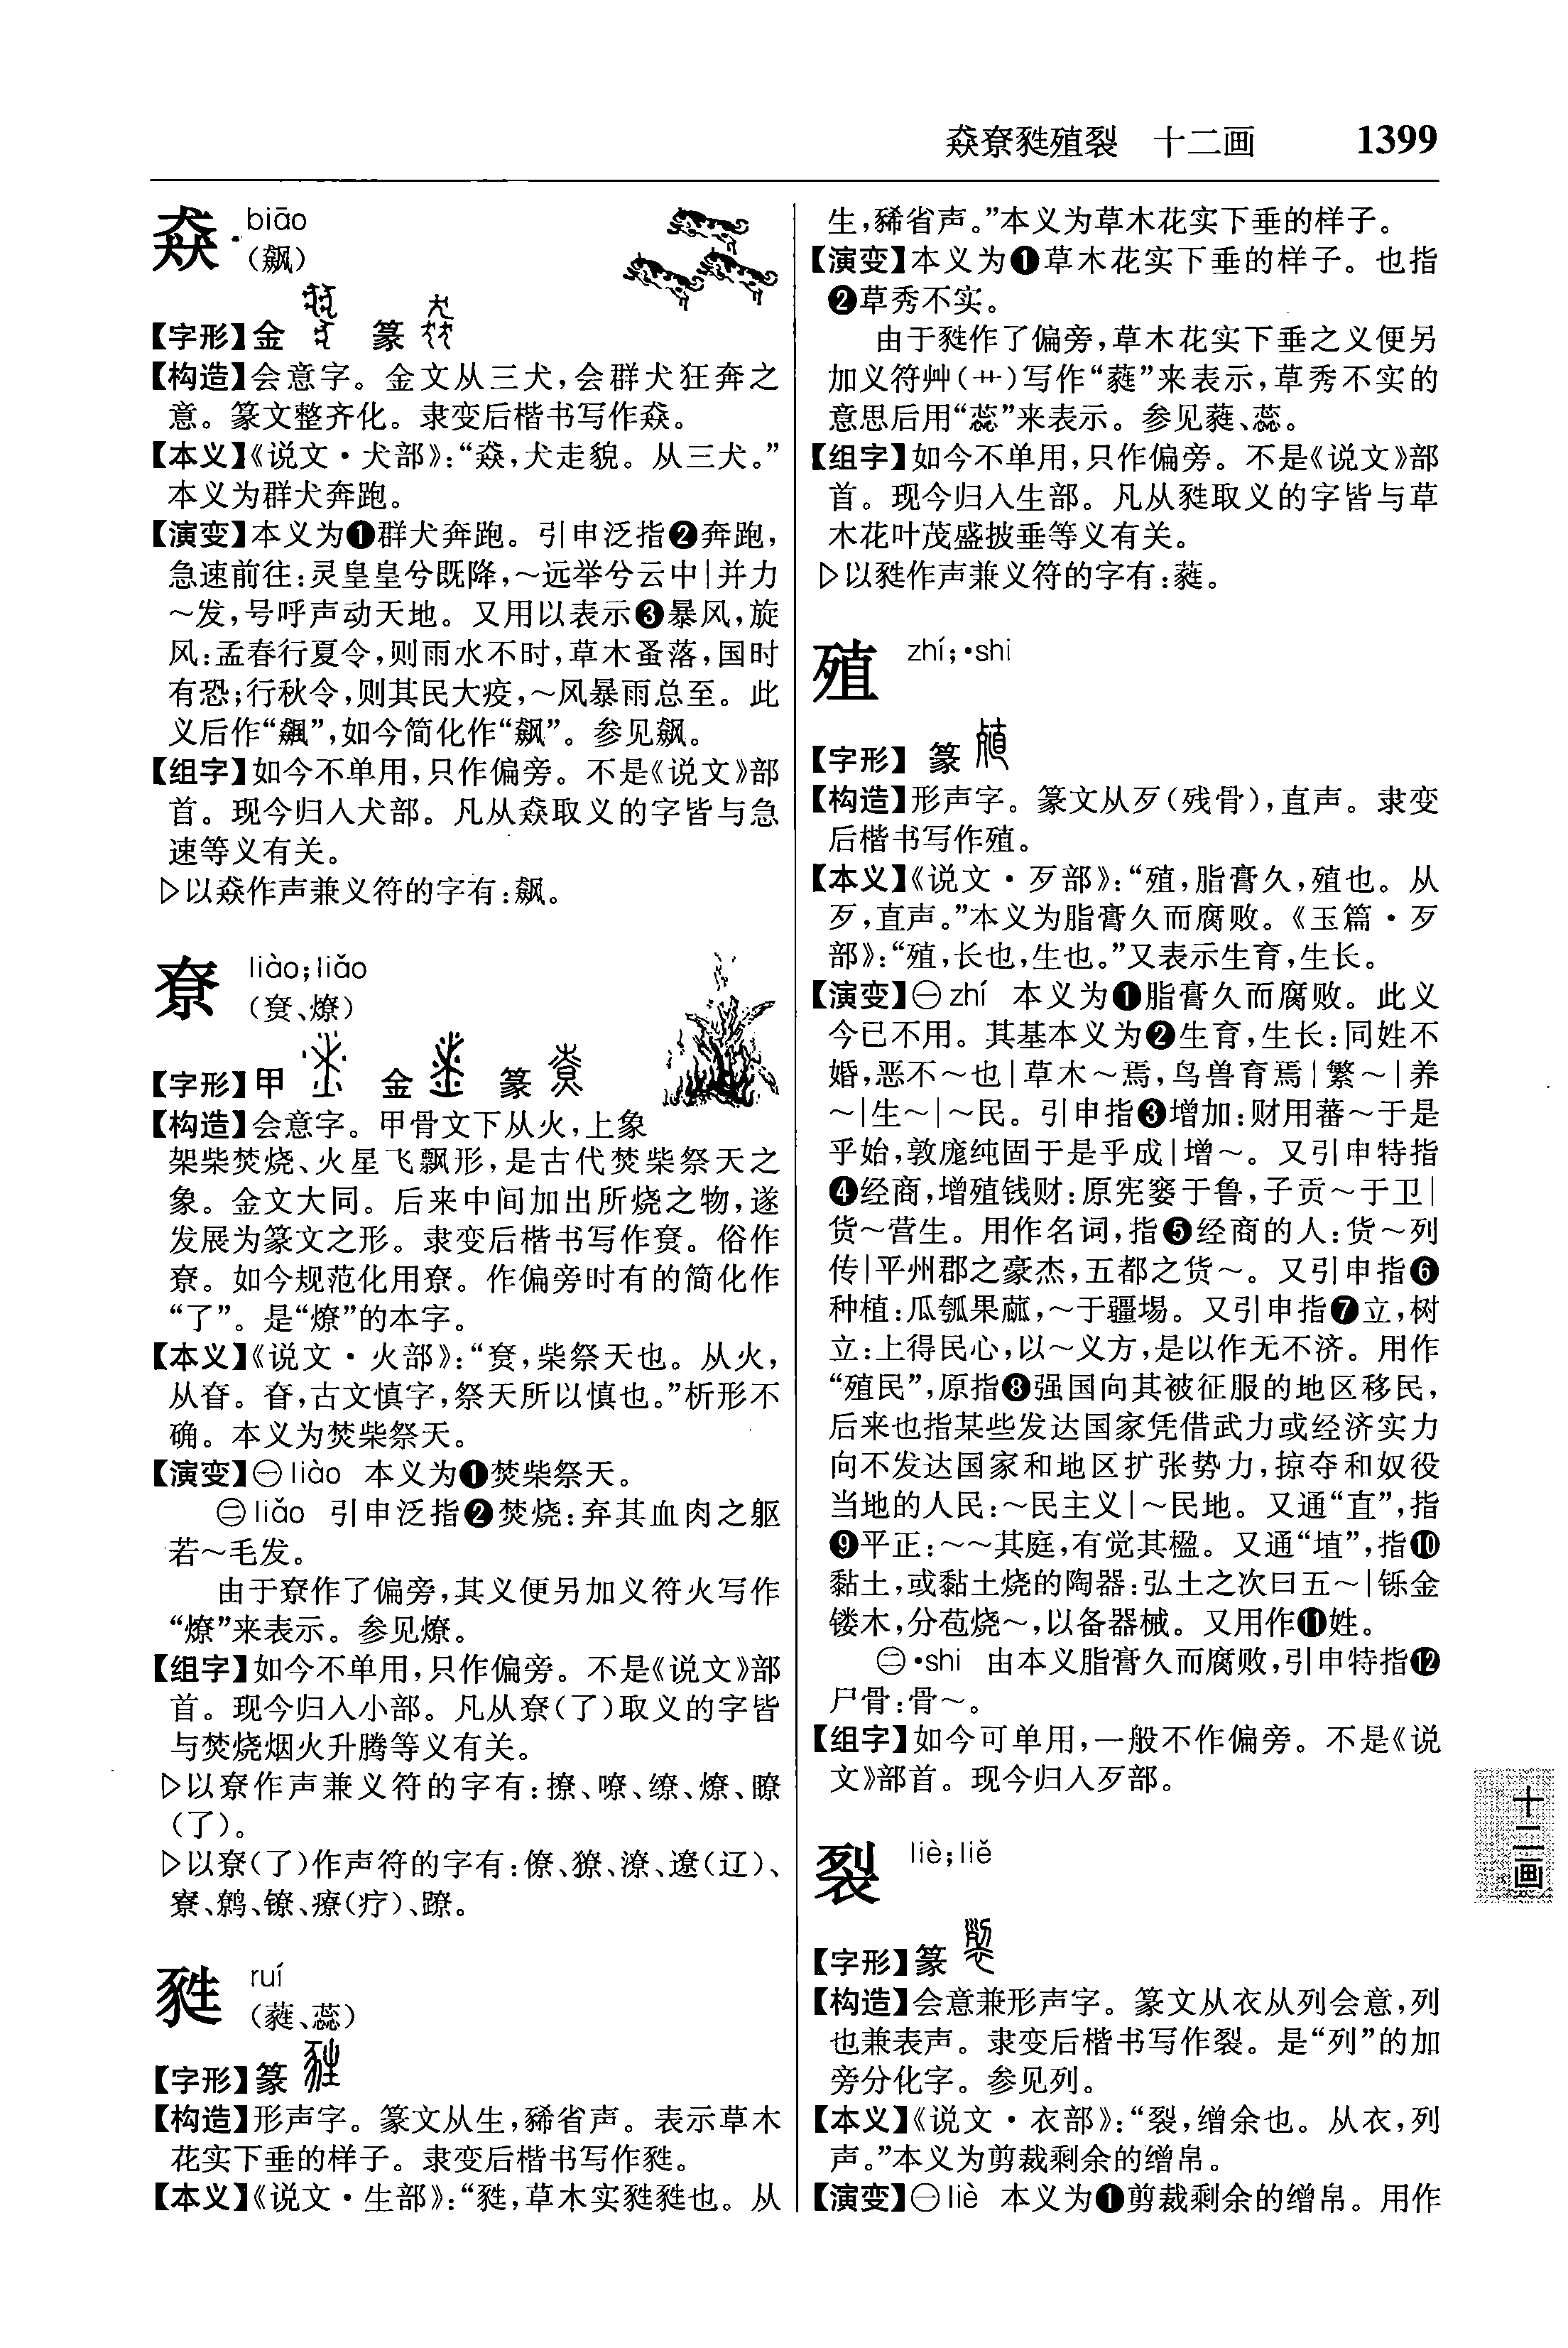 猋尞甤殖裂 十二画 1399
猋 biāo
(飙)
【字形】金 篆
【构造】会意字。金文从三犬,会群犬狂奔之
意。篆文整齐化。隶变后楷书写作猋。
【本义】《说文·犬部》:“猋,犬走貌。从三犬。”
本义为群犬奔跑。
【演变】本义为❶群犬奔跑。引申泛指❷奔跑,
急速前往:灵皇皇兮既降,~远举兮云中|并力
~发,号呼声动天地。又用以表示❸暴风,旋
风:孟春行夏令,则雨水不时,草木蚤落,国时
有恐;行秋令,则其民大疫,~风暴雨总至。此
义后作“飆”,如今简化作“飙”。参见飙。
【组字】如今不单用,只作偏旁。不是《说文》部
首。现今归入犬部。凡从猋取义的字皆与急
速等义有关。
▷以猋作声兼义符的字有:飙。
尞 liào;liǎo
(尞、燎)
【字形】甲 金 篆
【构造】会意字。甲骨文下从火,上象
架柴焚烧、火星飞飘形,是古代焚柴祭天之
象。金文大同。后来中间加出所烧之物,遂
发展为篆文之形。隶变后楷书写作尞。俗作
尞。如今规范化用尞。作偏旁时有的简化作
“了”。是“燎”的本字。
【本义】《说文·火部》:“尞,柴祭天也。从火,
从昚。昚,古文慎字,祭天所以慎也。”析形不
确。本义为焚柴祭天。
【演变】㊀liào 本义为❶焚柴祭天。
㊁liǎo 引申泛指❷焚烧:弃其血肉之躯
若~毛发。
由于尞作了偏旁,其义便另加义符火写作
“燎”来表示。参见燎。
【组字】如今不单用,只作偏旁。不是《说文》部
首。现今归入小部。凡从尞(了)取义的字皆
与焚烧烟火升腾等义有关。
▷以尞作声兼义符的字有:撩、嘹、缭、燎、瞭
(了)。
▷以尞(了)作声符的字有:僚、獠、潦、遼(辽)、
寮、鹩、镣、療(疗)、蹽。
甤 ruí
(蕤、蕊)
【字形】篆
【构造】形声字。篆文从生,豨省声。表示草木
花实下垂的样子。隶变后楷书写作甤。
【本义】《说文·生部》:“甤,草木实甤甤也。从
生,豨省声。”本义为草木花实下垂的样子。
【演变】本义为❶草木花实下垂的样子。也指
❷草秀不实。
由于甤作了偏旁,草木花实下垂之义便另
加义符艸(艹)写作“蕤”来表示,草秀不实的
意思后用“蕊”来表示。参见蕤、蕊。
【组字】如今不单用,只作偏旁。不是《说文》部
首。现今归入生部。凡从甤取义的字皆与草
木花叶茂盛披垂等义有关。
▷以甤作声兼义符的字有:蕤。
殖 zhí;•shi
【字形】篆
【构造】形声字。篆文从歹(残骨),直声。隶变
后楷书写作殖。
【本义】《说文·歹部》:“殖,脂膏久,殖也。从
歹,直声。”本义为脂膏久而腐败。《玉篇·歹
部》:“殖,长也,生也。”又表示生育,生长。
【演变】㊀zhí 本义为❶脂膏久而腐败。此义
今已不用。其基本义为❷生育,生长:同姓不
婚,恶不~也|草木~焉,鸟兽育焉|繁~|养
~|生~|~民。引申指❸增加:财用蕃~于是
乎始,敦庞纯固于是乎成|增~。又引申特指
❹经商,增殖钱财:原宪窭于鲁,子贡~于卫|
货~营生。用作名词,指❺经商的人:货~列
传|平州郡之豪杰,五都之货~。又引申指❻
种植:瓜瓠果蓏,~于疆埸。又引申指❼立,树
立:上得民心,以~义方,是以作无不济。用作
“殖民”,原指❽强国向其被征服的地区移民,
后来也指某些发达国家凭借武力或经济实力
向不发达国家和地区扩张势力,掠夺和奴役
当地的人民:~民主义|~民地。又通“直”,指
❾平正:~~其庭,有觉其楹。又通“埴”,指❿
黏土,或黏土烧的陶器:弘土之次曰五~|铄金
镂木,分苞烧~,以备器械。又用作⓫姓。
㊁•shi 由本义脂膏久而腐败,引申特指⓬
尸骨:骨~。
【组字】如今可单用,一般不作偏旁。不是《说
文》部首。现今归入歹部。
裂 liè;liě
【字形】篆
【构造】会意兼形声字。篆文从衣从列会意,列
也兼表声。隶变后楷书写作裂。是“列”的加
旁分化字。参见列。
【本义】《说文·衣部》:“裂,缯余也。从衣,列
声。”本义为剪裁剩余的缯帛。
【演变】㊀liè 本义为❶剪裁剩余的缯帛。用作
十二画